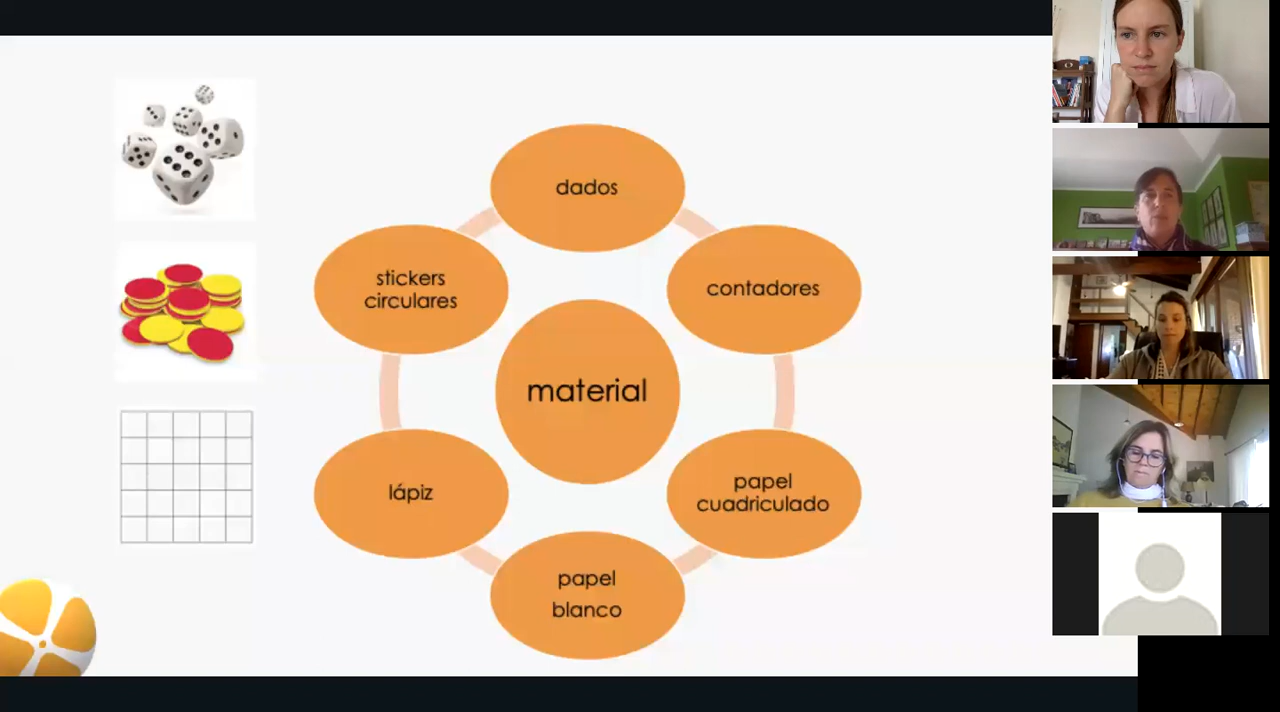 dados
stickers
circulares
contadores
material
lápiz
papel
cuadriculado
papel
blanco